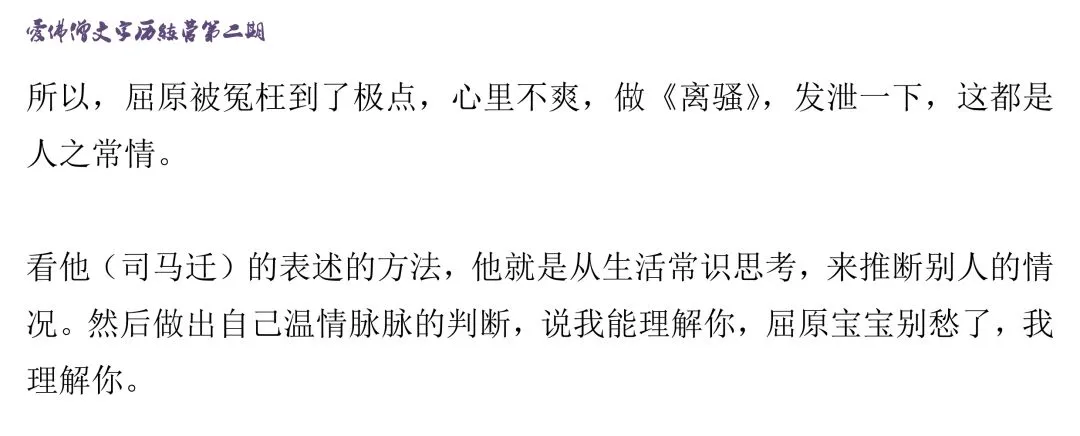 爱佛僧文字历练营第二期
所以，屈原被冤枉到了极点，心里不爽，做《离骚》，发泄一下，这都是
人之常情。
看他（司马迁）的表述的方法，他就是从生活常识思考，来推断别人的情
况。然后做出自己温情脉脉的判断，说我能理解你，屈原宝宝别愁了，我
理解你。